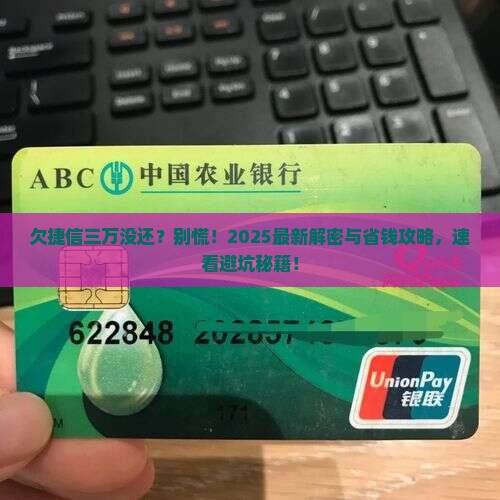 ABC 中国农业银行
欠捷信三万没还？别慌！2025最新解密与省钱攻略，速
看避坑秘籍！
622848
171
UnionPay
银联